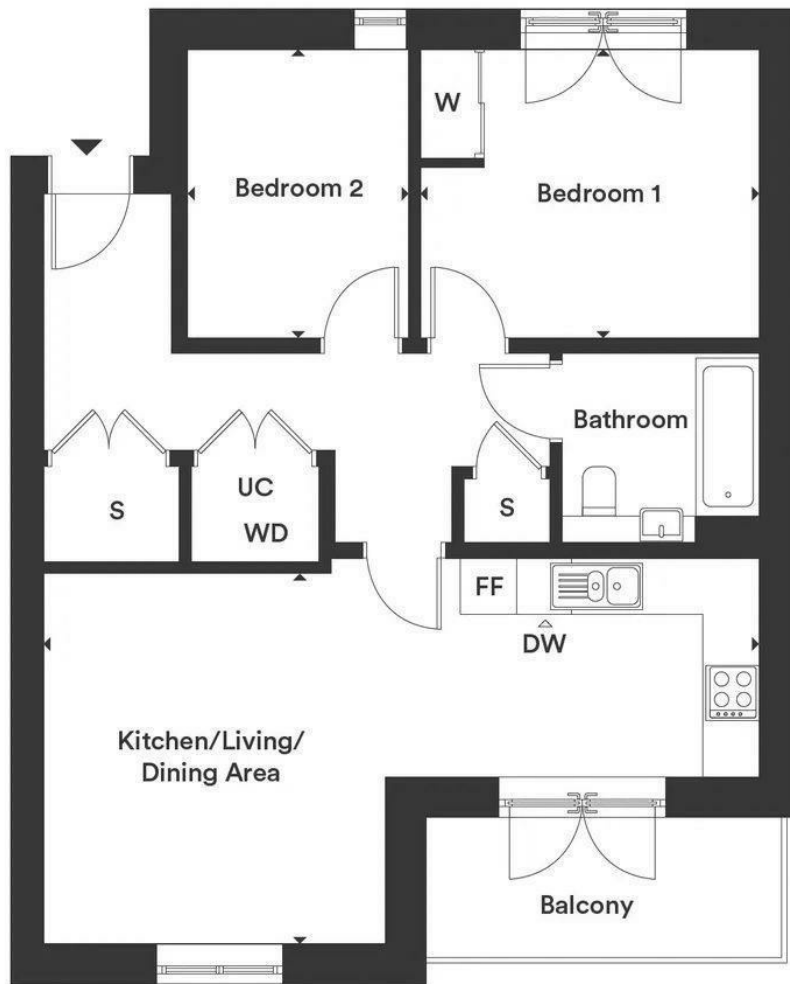 W
Bedroom 2
Bedroom 1
Bathroom
S
UC
WD
S
FF
DW
Kitchen/Living/
Dining Area
Balcony